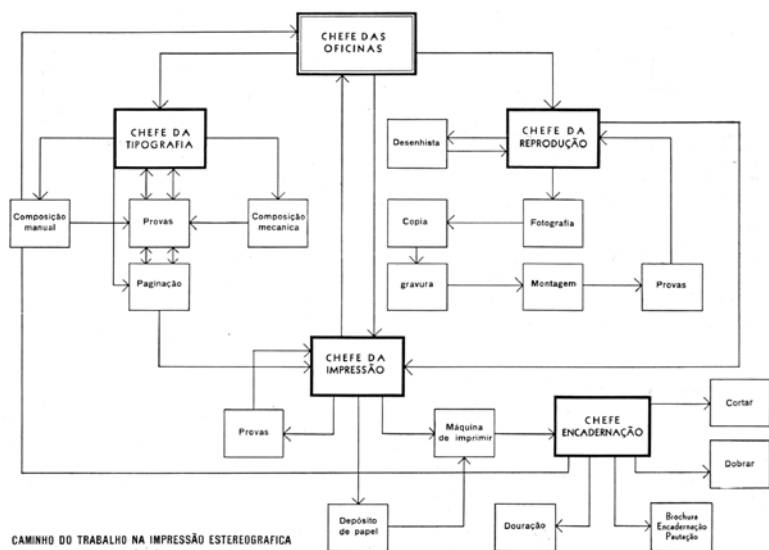 CHEFE DAS
OFICINAS
CHEFE DA
TIPOGRAFIA
Desenhista
CHEFE DA
REPRODUÇÃO
Composição
manual
Provas
Composição
mecanica
Copia
Fotografia
Paginação
gravura
Montagem
Provas
CHEFE DA
IMPRESSÃO
Provas
Máquina
de imprimir
CHEFE
ENCADERNAÇÃO
Cortar
Dobrar
Depósito
de papel
Douração
Brochura
Encadernação
Pautação
CAMINHO DO TRABALHO NA IMPRESSÃO ESTEREOGRAFICA